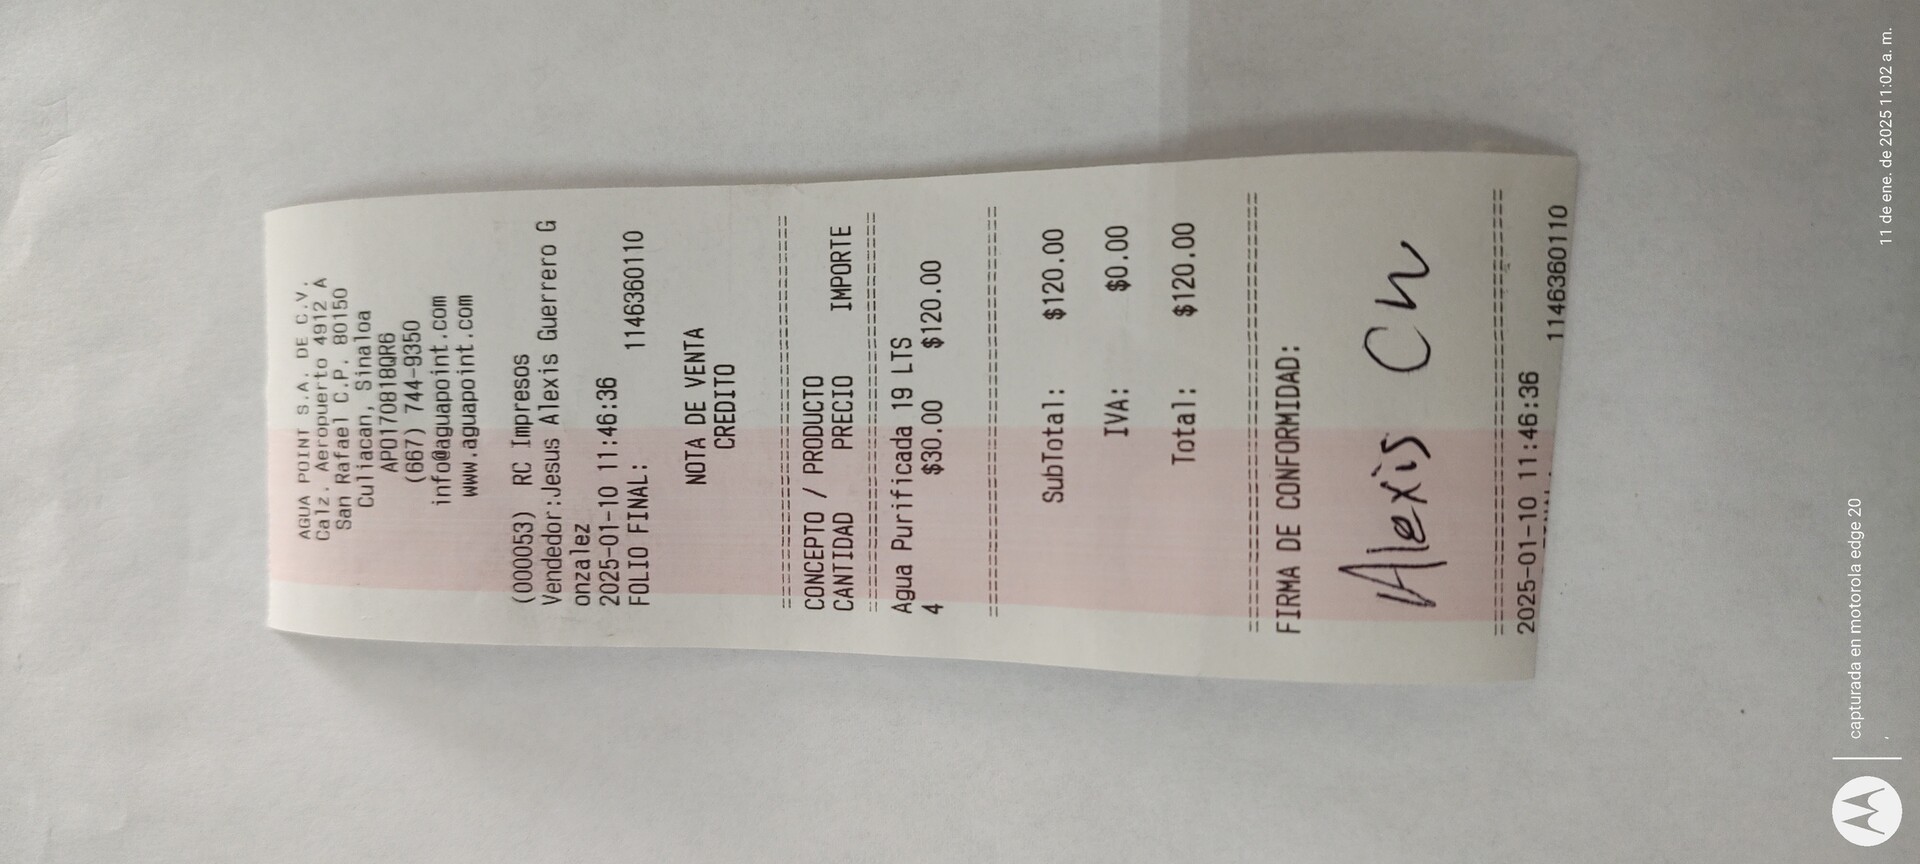 AGUA POINT S.A. DE C.V.
Calz. Aeropuerto 4912 A
San Rafael C.P. 80150
Culiacan, Sinaloa
APO170818QR6
(667) 744-9350
info@aguapoint.com
www.aguapoint.com
(000053) RC Impresos
Vendedor:Jesus Alexis Guerrero G
onzalez
2025-01-10 11:46:36
FOLIO FINAL: 1146360110
NOTA DE VENTA
CREDITO
================================
CONCEPTO / PRODUCTO
CANTIDAD PRECIO IMPORTE
================================
Agua Purificada 19 LTS
4 $30.00 $120.00
================================
SubTotal: $120.00
IVA: $0.00
Total: $120.00
================================
FIRMA DE CONFORMIDAD:
Alexis Ch
================================
2025-01-10 11:46:36
1146360110
capturada en motorola edge 20
11 de ene. de 2025 11:02 a. m.